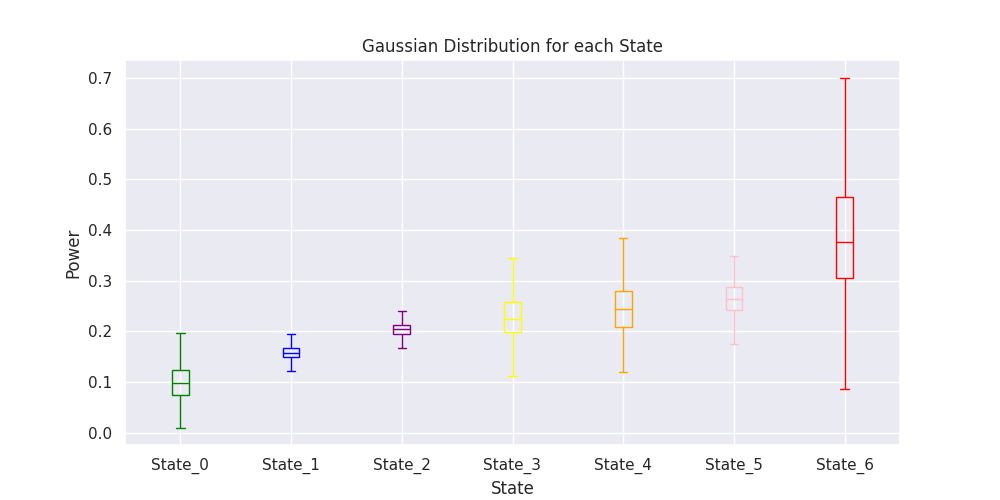 Gaussian Distribution for each State
Power
0.7
0.6
0.5
0.4
0.3
0.2
0.1
0.0
State_0 State_1 State_2 State_3 State_4 State_5 State_6
State